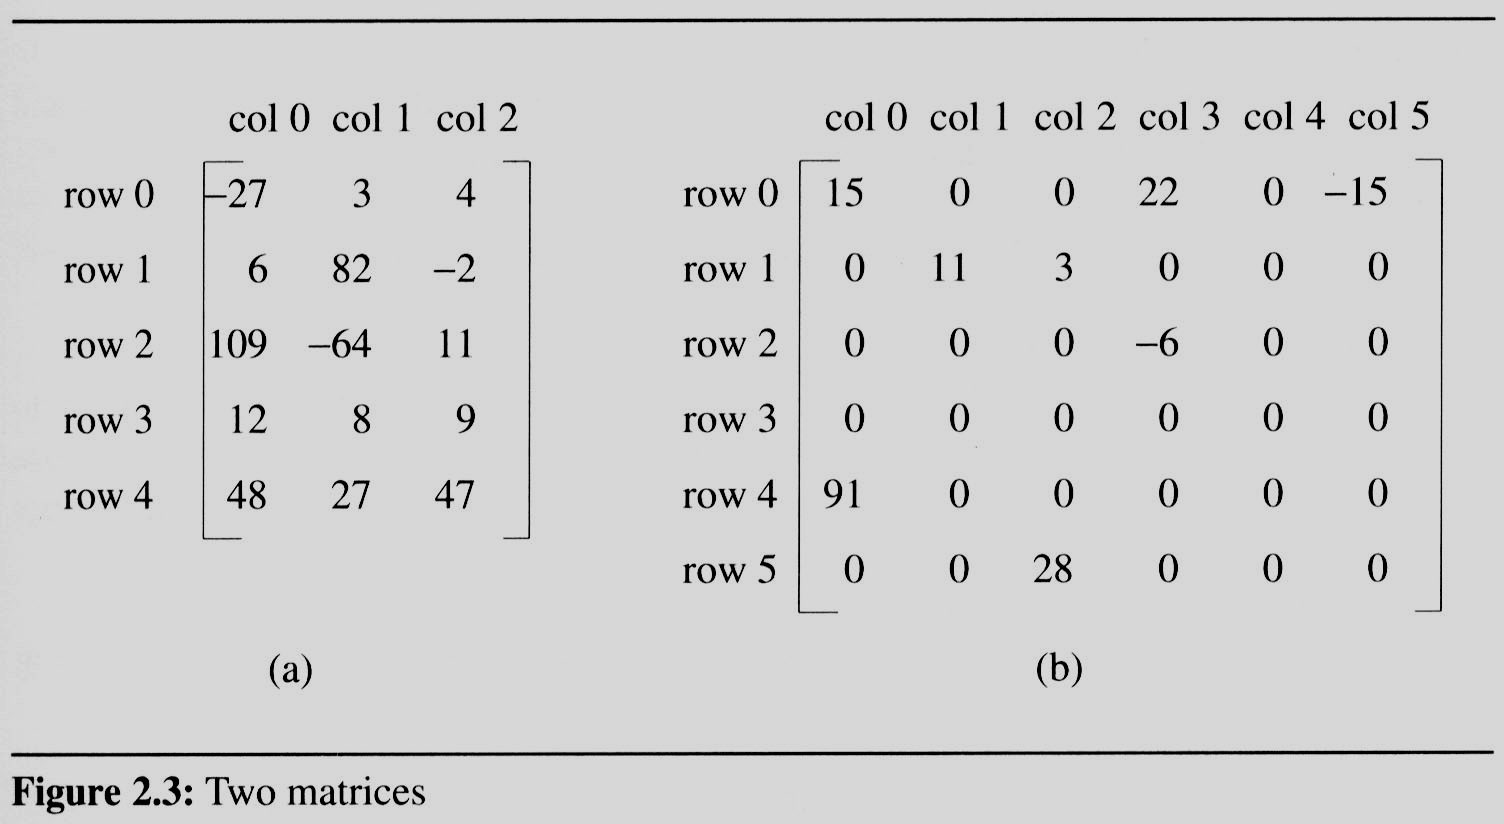 col 0 col 1 col 2
row 0 –27 3 4
row 1 6 82 –2
row 2 109 –64 11
row 3 12 8 9
row 4 48 27 47
(a)
col 0 col 1 col 2 col 3 col 4 col 5
row 0 15 0 0 22 0 –15
row 1 0 11 3 0 0 0
row 2 0 0 0 –6 0 0
row 3 0 0 0 0 0 0
row 4 91 0 0 0 0 0
row 5 0 0 28 0 0 0
(b)
Figure 2.3: Two matrices